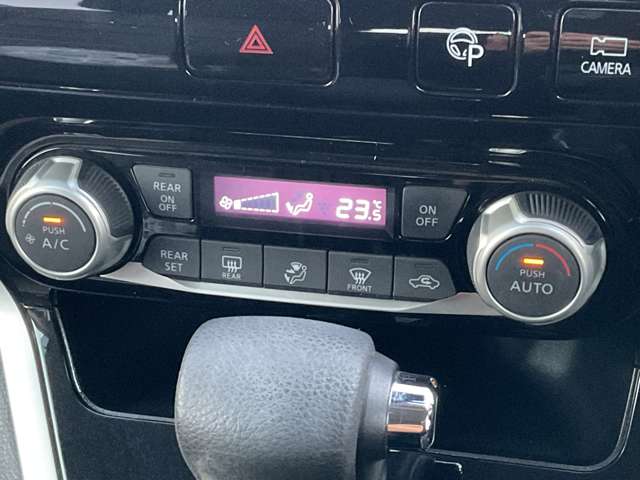 P
CAMERA
REAR
ON
OFF
23.5
°C
ON
OFF
PUSH
A/C
REAR
SET
REAR
FRONT
PUSH
AUTO